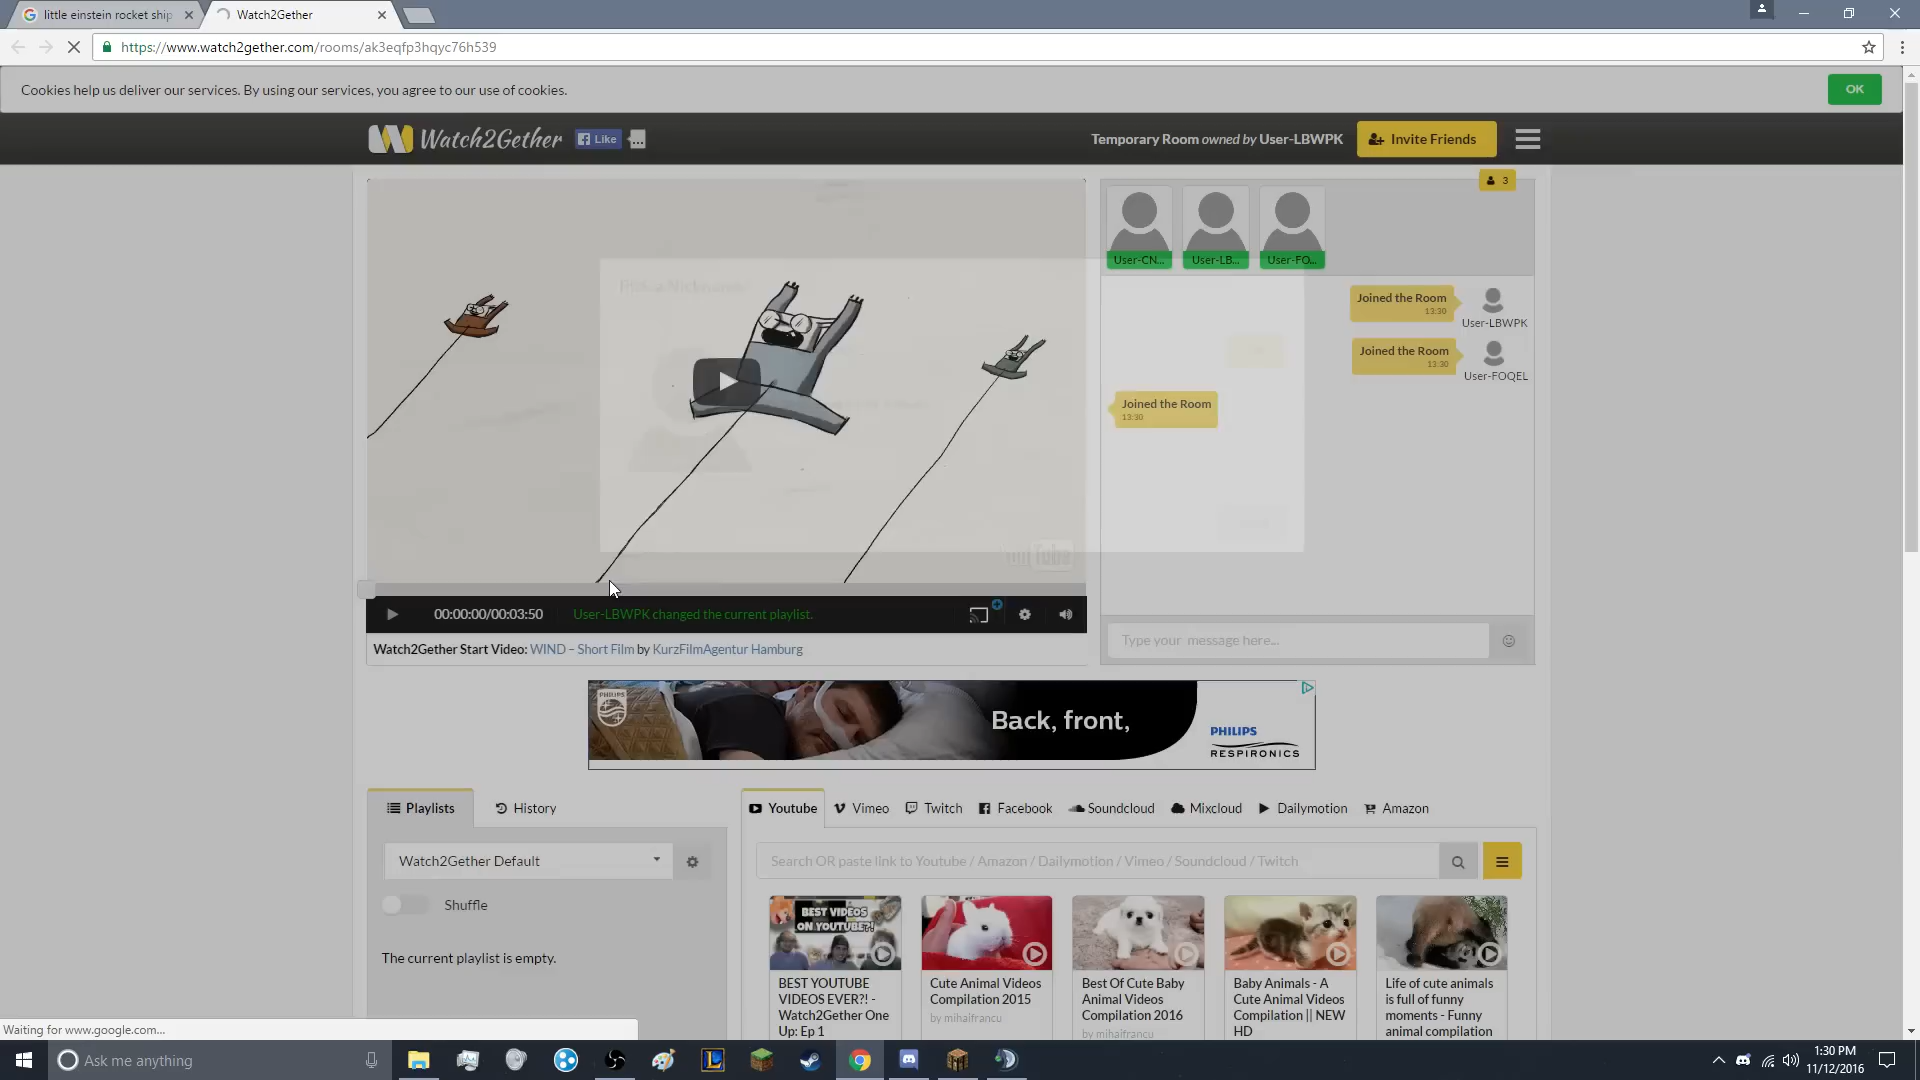 little einstein rocket ship
Watch2Gether
https://www.watch2gether.com/rooms/ak3eqfp3hqyc76h539
Cookies help us deliver our services. By using our services, you agree to our use of cookies.
OK
Watch2Gether
Like
Temporary Room owned by User-LBWPK
Invite Friends
3
User-CN...
User-LB...
User-FO...
Pick a Nickname
Joined the Room
13:30
User-LBWPK
Joined the Room
13:30
User-FOQEL
Joined the Room
13:30
YouTube
00:00:00/00:03:50
User-LBWPK changed the current playlist.
Watch2Gether Start Video: WIND – Short Film by KurzFilmAgentur Hamburg
Type your message here...
PHILIPS
Back, front,
PHILIPS
RESPIRONICS
Playlists
History
Youtube
Vimeo
Twitch
Facebook
Soundcloud
Mixcloud
Dailymotion
Amazon
Watch2Gether Default
Search OR paste link to Youtube / Amazon / Dailymotion / Vimeo / Soundcloud / Twitch
Shuffle
The current playlist is empty.
BEST VIDEOS
ON YOUTUBE?!
BEST YOUTUBE
VIDEOS EVER?! -
Watch2Gether One
Up: Ep 1
Cute Animal Videos
Compilation 2015
by mihaifrancu
Best Of Cute Baby
Animal Videos
Compilation 2016
by mihaifrancu
Baby Animals - A
Cute Animal Videos
Compilation || NEW
HD
Life of cute animals
is full of funny
moments - Funny
animal compilation
Waiting for www.google.com...
Ask me anything
1:30 PM
11/12/2016